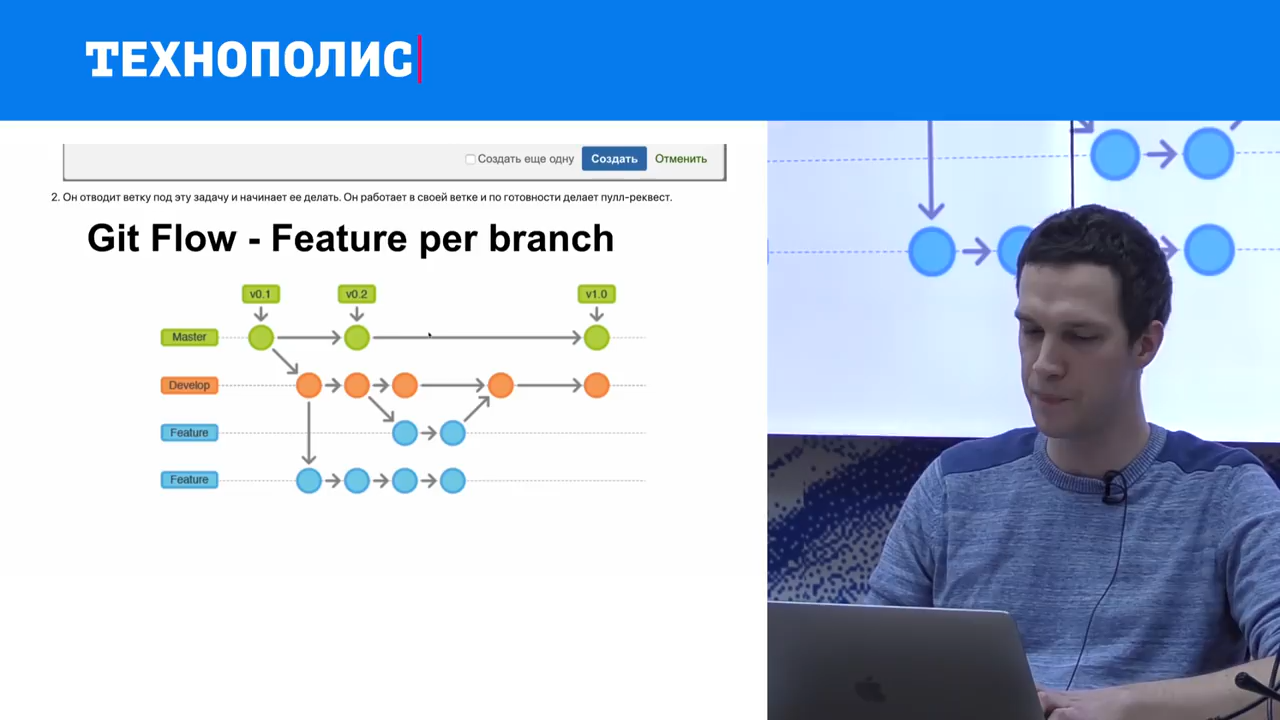 ТЕХНОПОЛИС
Создать еще одну Создать Отменить
2. Он отводит ветку под эту задачу и начинает ее делать. Он работает в своей ветке и по готовности делает пулл-реквест.
Git Flow - Feature per branch
v0.1 v0.2 v1.0
Master
Develop
Feature
Feature